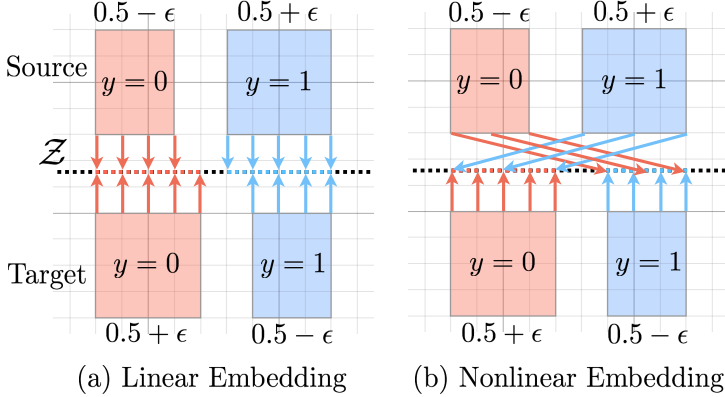 0.5 − ϵ 0.5 + ϵ
Source y = 0 y = 1
𝒵
Target y = 0 y = 1
0.5 + ϵ 0.5 − ϵ
(a) Linear Embedding
0.5 − ϵ 0.5 + ϵ
y = 0 y = 1
y = 0 y = 1
0.5 + ϵ 0.5 − ϵ
(b) Nonlinear Embedding